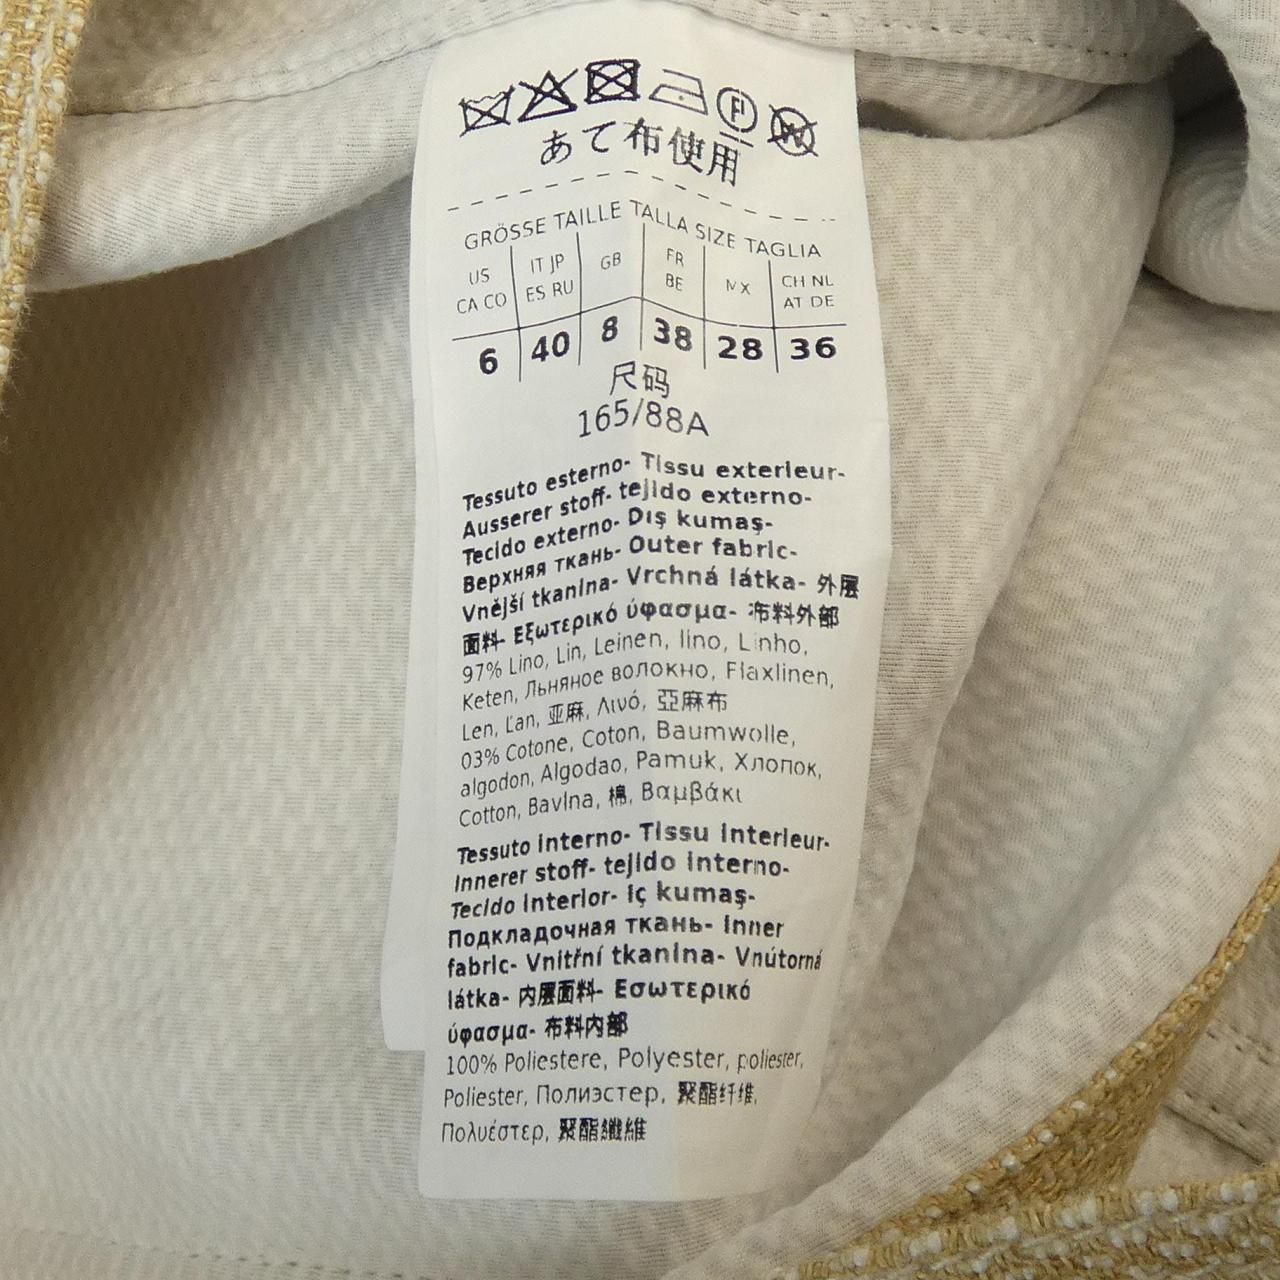 F
W
あて布使用
GRÖSSE TAILLE TALLA SIZE TAGLIA
US CA CO
IT JP ES RU
GB
FR BE
MX
CH NL AT DE
6 40 8 38 28 36
尺码
165/88A
Tessuto esterno- Tissu exterieur-
Ausserer stoff- tejido externo-
Tecido externo- Dış kumaş-
Верхняя ткань- Outer fabric-
Vnější tkanina- Vrchná látka- 外层
面料- Εξωτερικό ύφασμα- 布料外部
97% Lino, Lin, Leinen, lino, Linho,
Keten, Льняное волокно, Flaxlinen,
Len, Ľan, 亚麻, Λινό, 亞麻布
03% Cotone, Coton, Baumwolle,
algodon, Algodao, Pamuk, Хлопок,
Cotton, Bavlna, 棉, Βαμβάκι
Tessuto interno- Tissu interieur-
Innerer stoff- tejido interno-
Tecido interior- iç kumaş-
Подкладочная ткань- Inner
fabric- Vnitřní tkanina- Vnútorná
látka- 内层面料- Εσωτερικό
ύφασμα- 布料内部
100% Poliestere, Polyester, poliester,
Poliester, Полиэстер, 聚酯纤维,
Πολυέστερ, 聚酯纖維